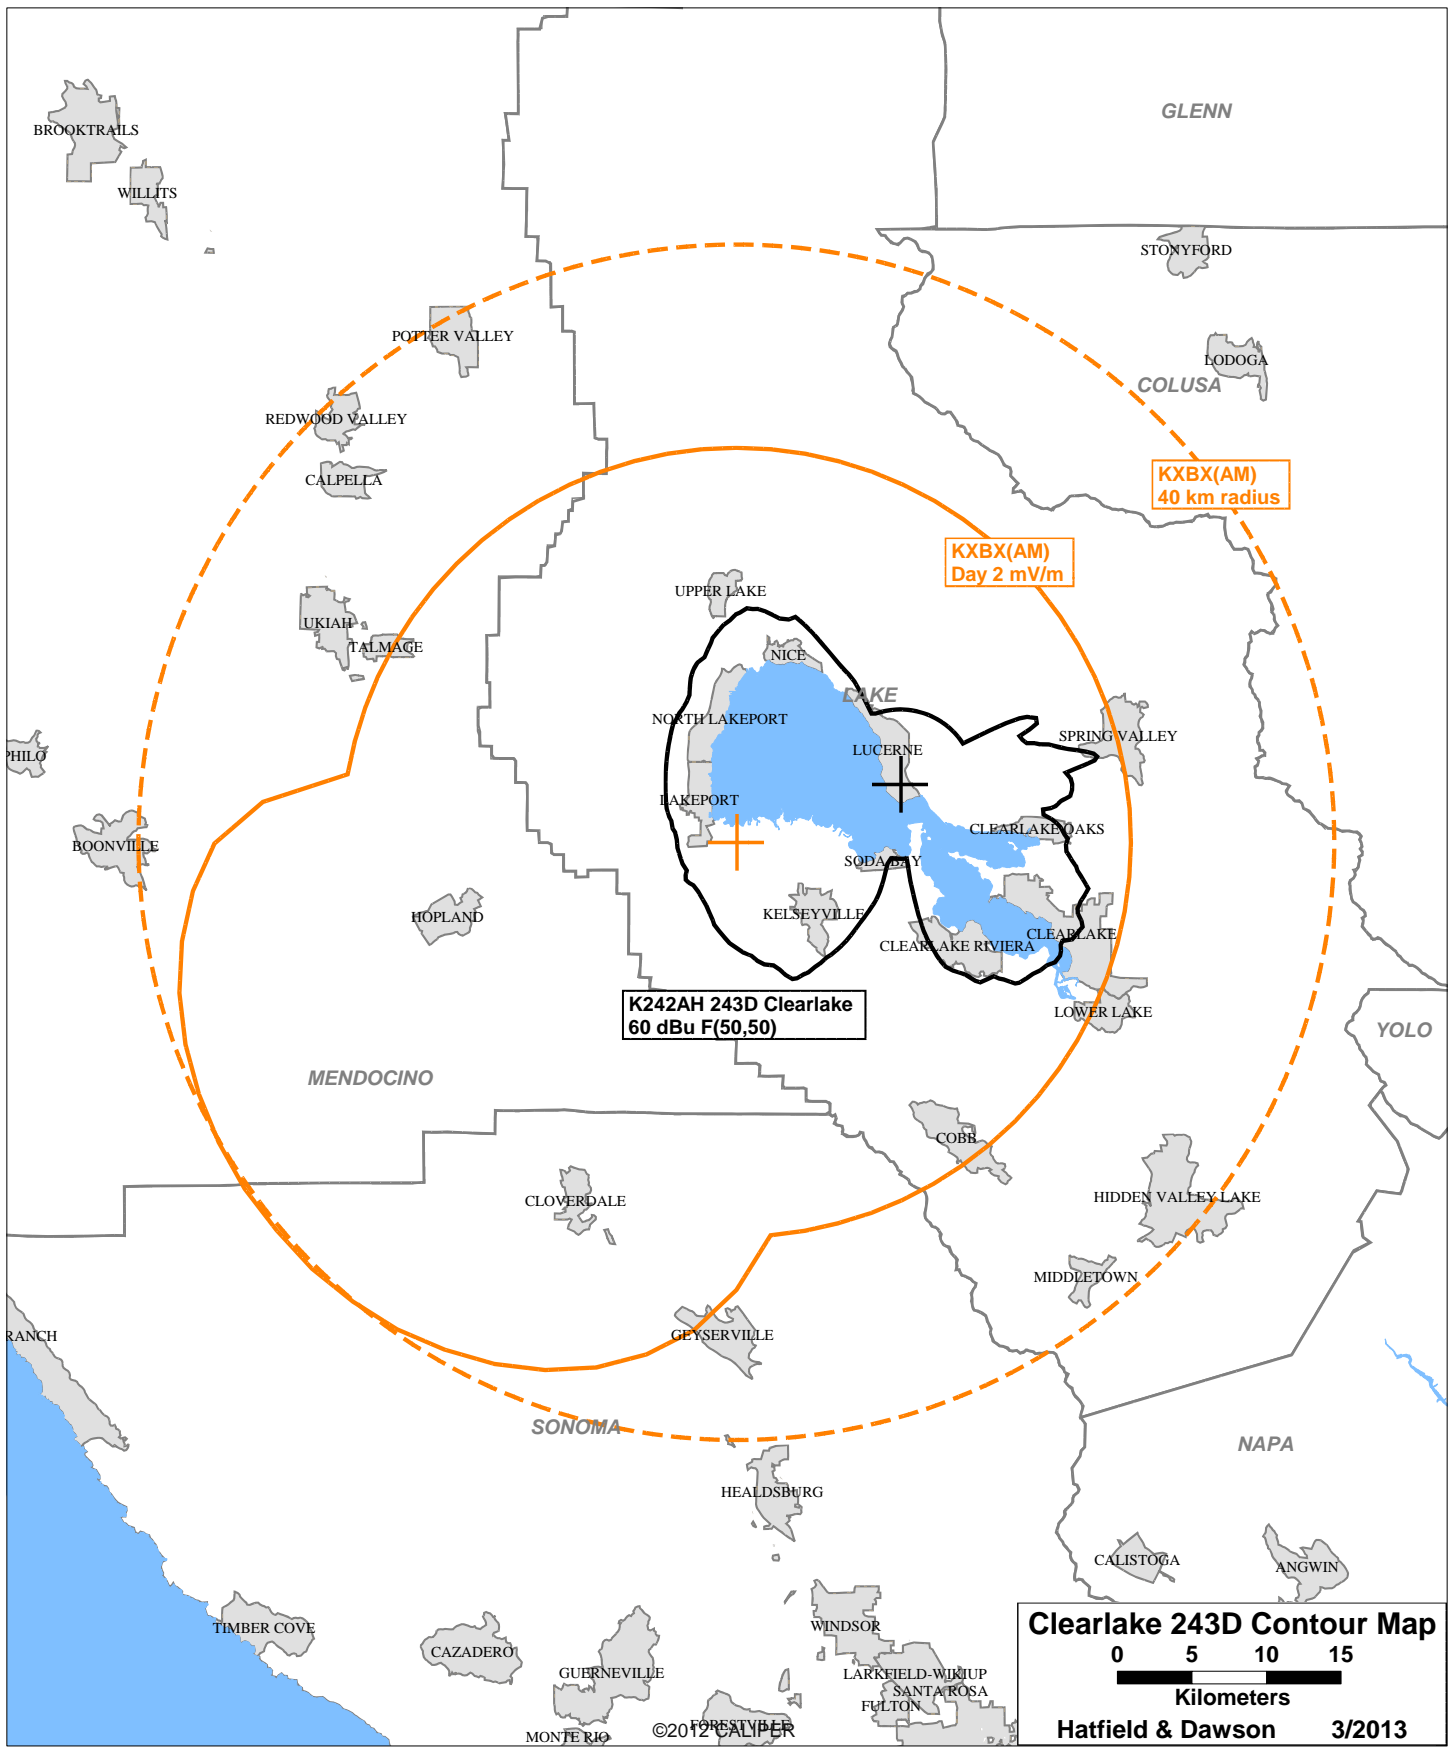 GLENN
BROOKTRAILS
WILLITS
STONYFORD
POTTER VALLEY
LODOGA
COLUSA
REDWOOD VALLEY
KXBX(AM)
40 km radius
CALPELLA
KXBX(AM)
Day 2 mV/m
UPPER LAKE
UKIAH
TALMAGE
NICE
LAKE
NORTH LAKEPORT
SPRING VALLEY
LUCERNE
PHILO
LAKEPORT
CLEARLAKE OAKS
BOONVILLE
SODA BAY
KELSEYVILLE
HOPLAND
CLEARLAKE
CLEARLAKE RIVIERA
K242AH 243D Clearlake
60 dBu F(50,50)
LOWER LAKE
YOLO
MENDOCINO
COBB
HIDDEN VALLEY LAKE
CLOVERDALE
MIDDLETOWN
RANCH
GEYSERVILLE
SONOMA
NAPA
HEALDSBURG
CALISTOGA
ANGWIN
TIMBER COVE
WINDSOR
CAZADERO
GUERNEVILLE
LARKFIELD-WIKIUP
SANTA ROSA
FULTON
FORESTVILLE
MONTE RIO
©2012 CALIPER
Clearlake 243D Contour Map
0 5 10 15
Kilometers
Hatfield & Dawson 3/2013